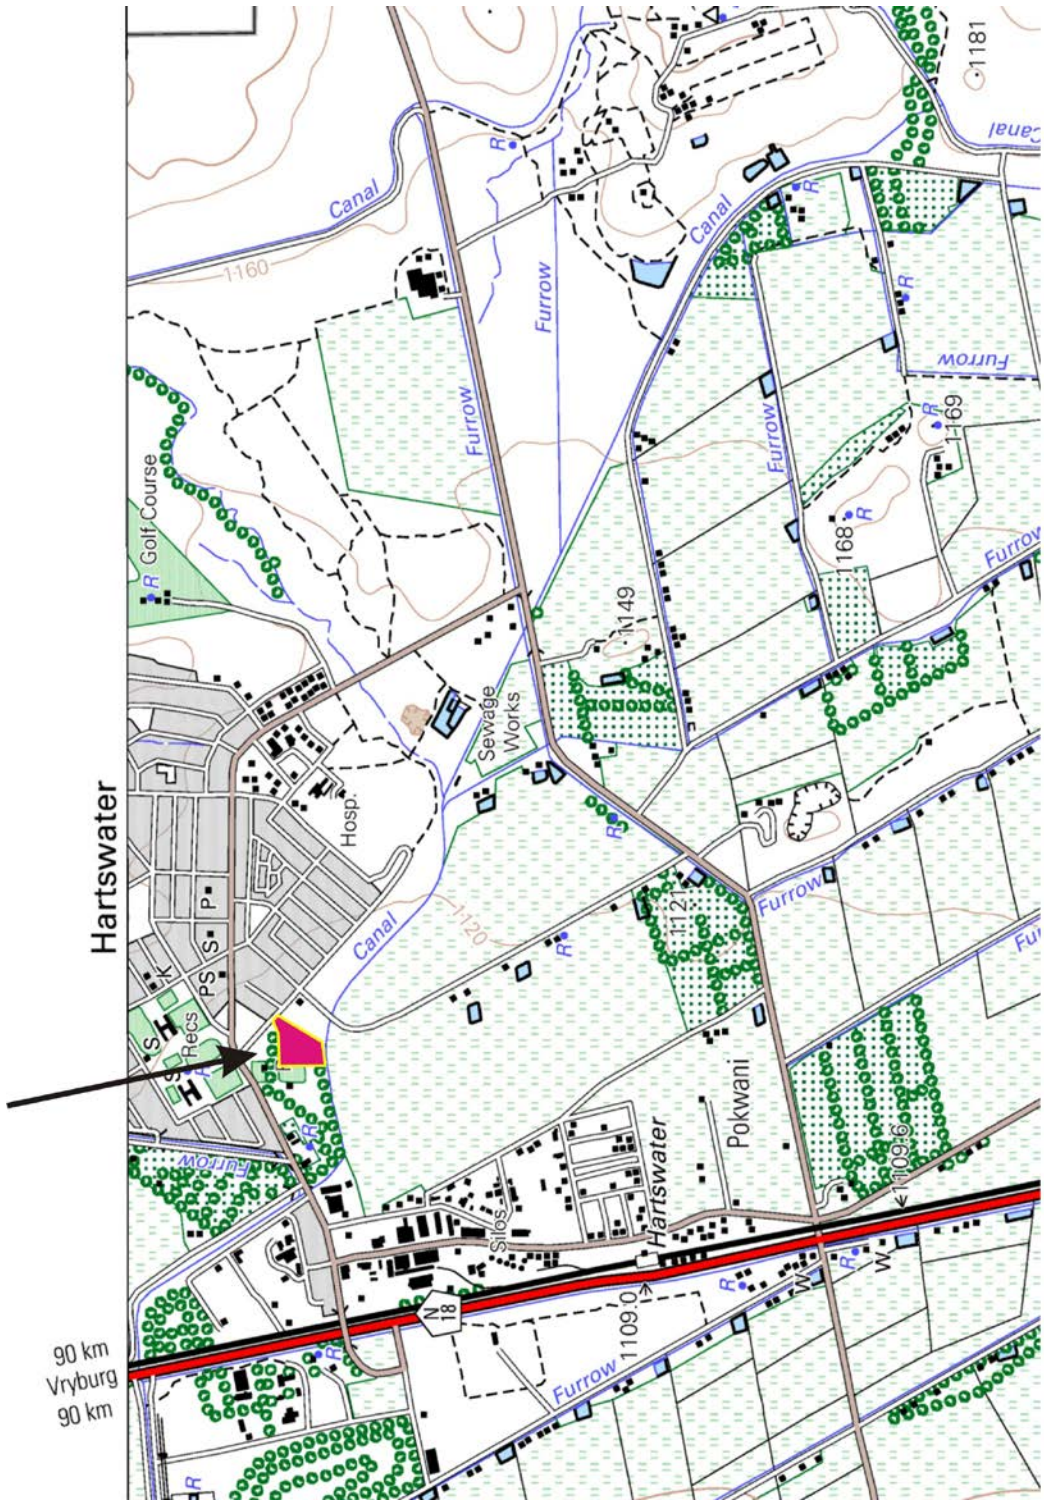 1181
Canal
R
Canal
Canal
R
1160
Furrow
Furrow
R
Furrow
Furrow
Furrow
R
1169
Golf Course
R
1168
R
Furrow
1149
Sewage
Works
Hartswater
Hosp.
R
1121
Furrow
P
S
PS
K
Canal
1120
R
S
Recs
S
R
H
H
Pokwani
Furrow
R
1109.6
Hartswater
Silos
R
R
W
W
N
18
1109.0
90 km
Vryburg
90 km
R
Furrow
R